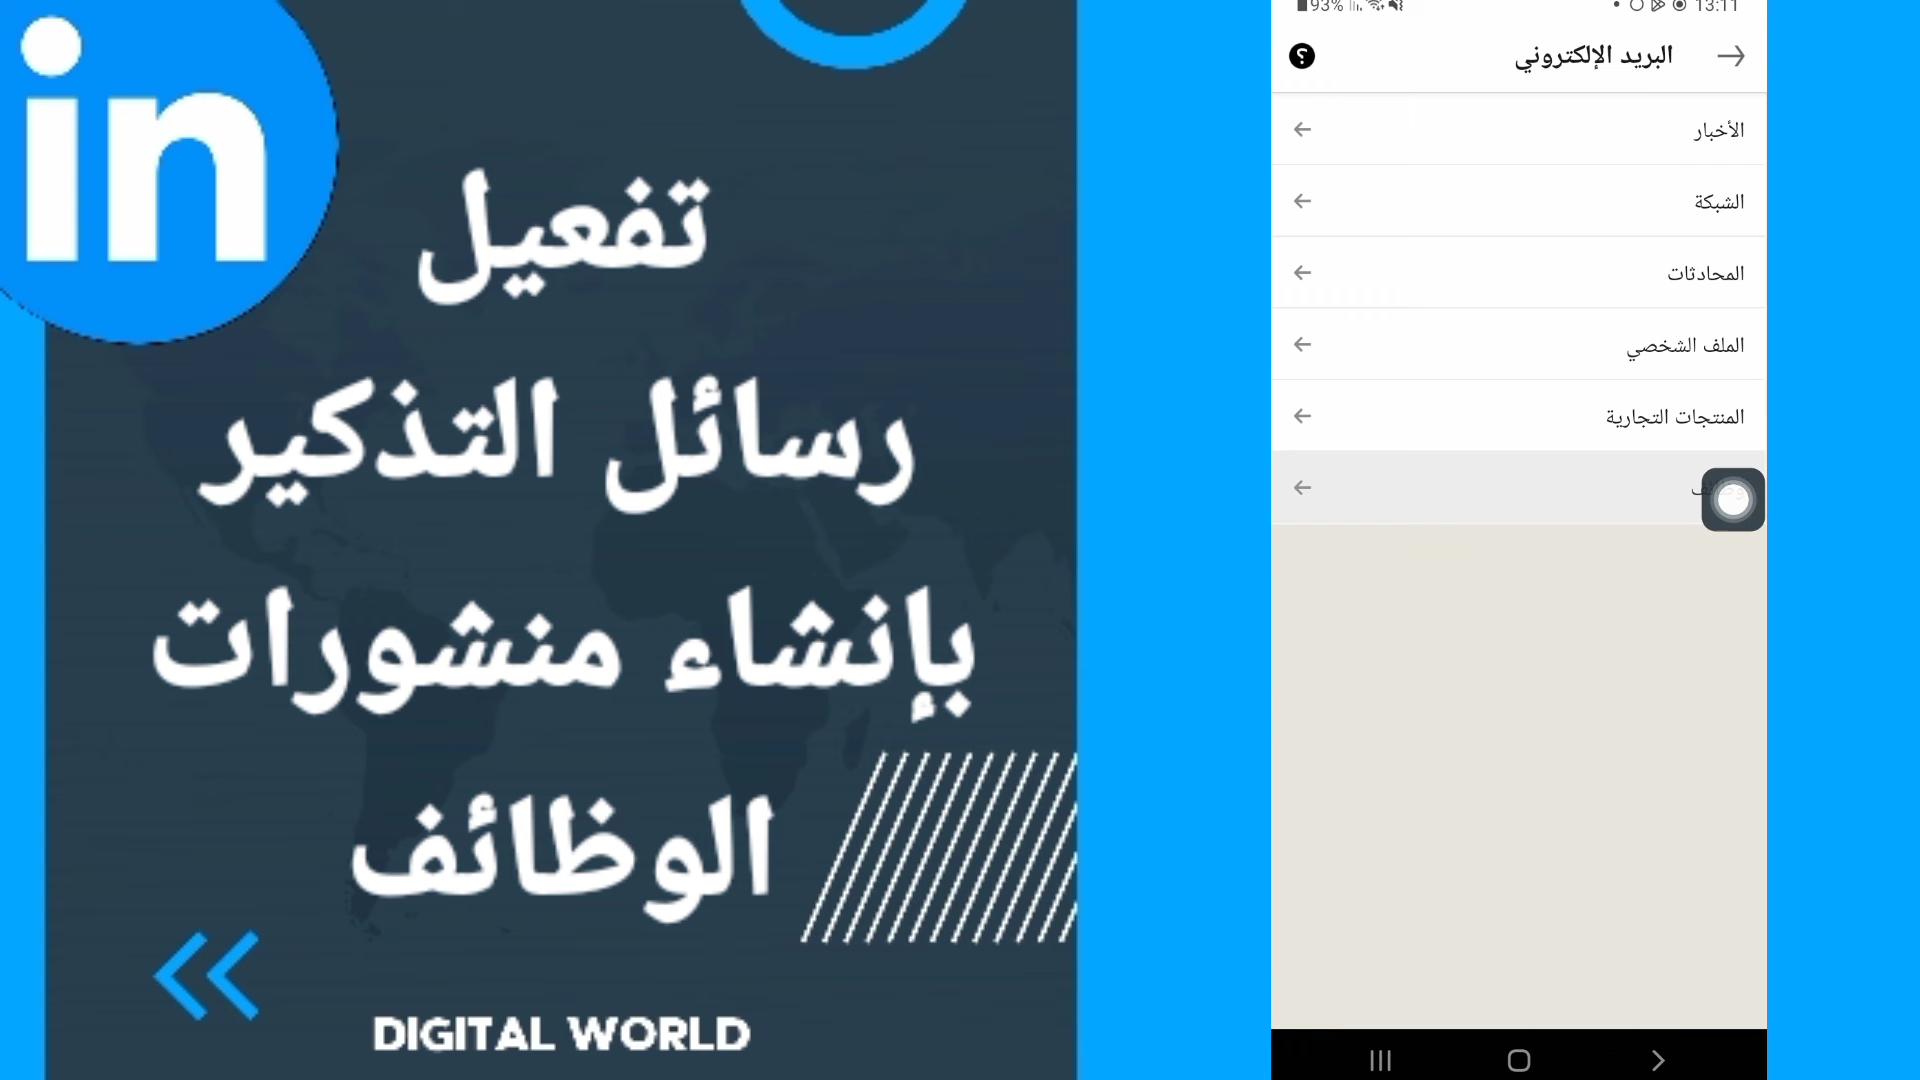 in
تفعيل
رسائل التذكير
بإنشاء منشورات
الوظائف
DIGITAL WORLD
93% 13:11
البريد الإلكتروني
الأخبار
الشبكة
المحادثات
الملف الشخصي
المنتجات التجارية